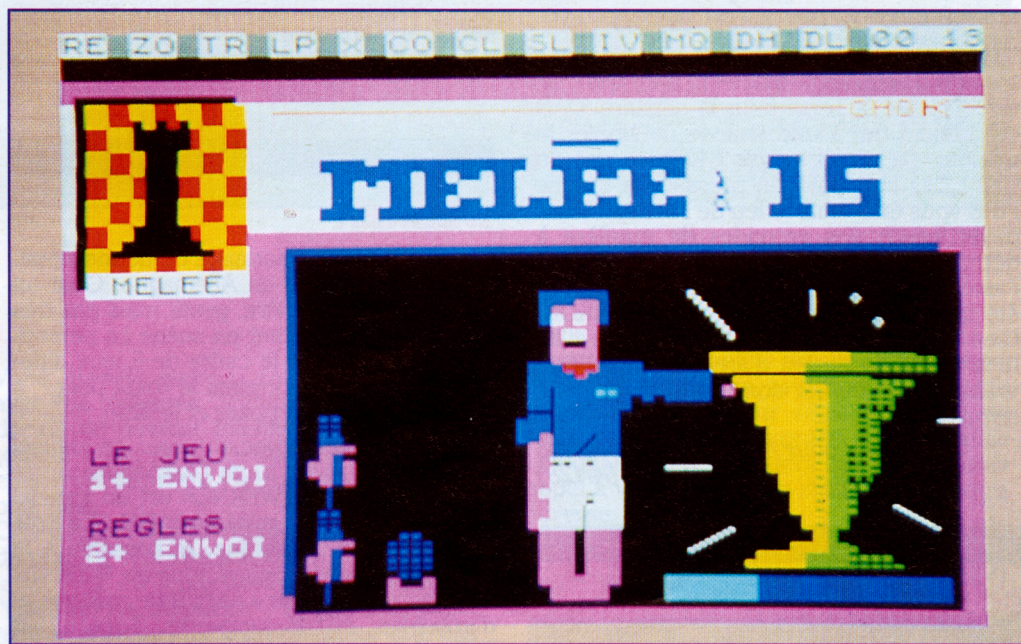 RE ZO TR LP X CO CL SL IV MO DH DL 00 13
MELEE
MELEE à 15
LE JEU
1+ ENVOI
REGLES
2+ ENVOI